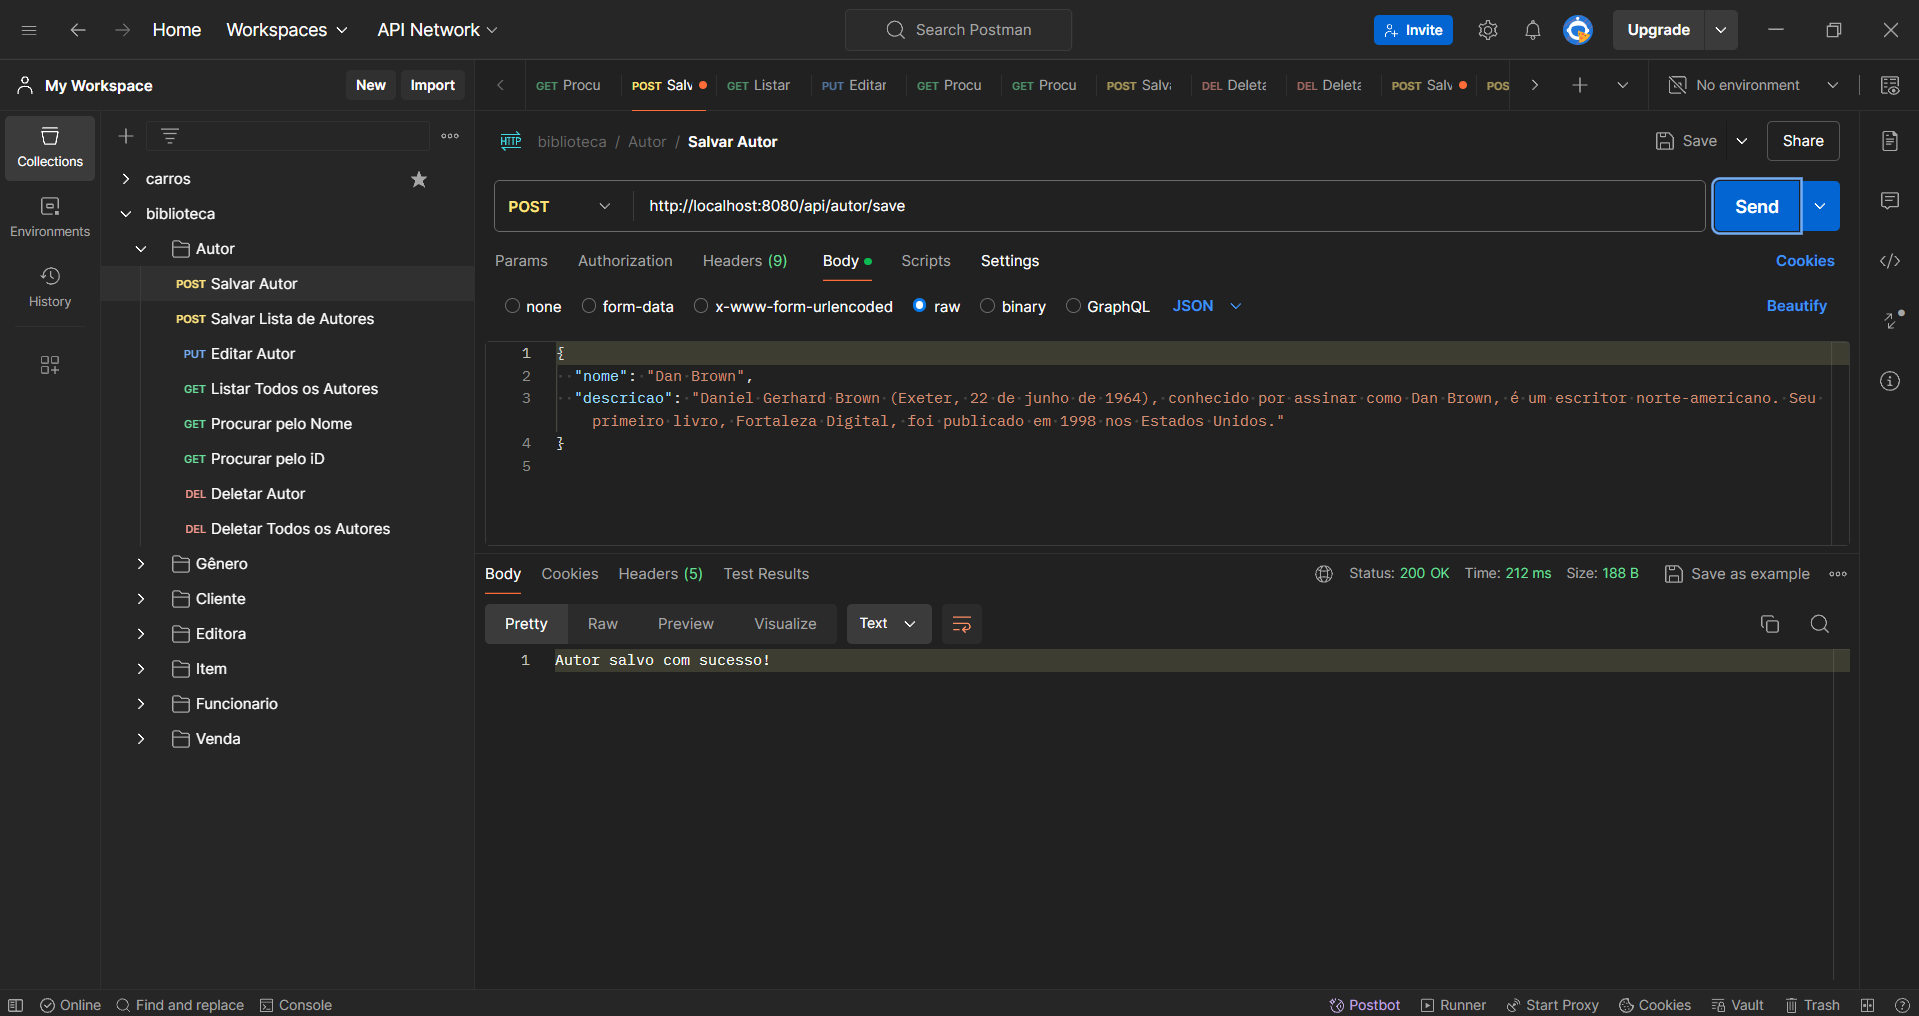 Home Workspaces API Network Search Postman Invite Upgrade
My Workspace New Import GET Procu POST Salv GET Listar PUT Editar GET Procu GET Procu POST Salv DEL Delet DEL Delet POST Salv POS No environment
Collections
Environments
History
carros
biblioteca
Autor
POST Salvar Autor
POST Salvar Lista de Autores
PUT Editar Autor
GET Listar Todos os Autores
GET Procurar pelo Nome
GET Procurar pelo iD
DEL Deletar Autor
DEL Deletar Todos os Autores
Gênero
Cliente
Editora
Item
Funcionario
Venda
HTTP biblioteca / Autor / Salvar Autor Save Share
POST http://localhost:8080/api/autor/save Send
Params Authorization Headers (9) Body Scripts Settings Cookies
none form-data x-www-form-urlencoded raw binary GraphQL JSON Beautify
1 {
2 "nome": "Dan Brown",
3 "descricao": "Daniel Gerhard Brown (Exeter, 22 de junho de 1964), conhecido por assinar como Dan Brown, é um escritor norte-americano. Seu
primeiro livro, Fortaleza Digital, foi publicado em 1998 nos Estados Unidos."
4 }
5
Body Cookies Headers (5) Test Results Status: 200 OK Time: 212 ms Size: 188 B Save as example
Pretty Raw Preview Visualize Text
1 Autor salvo com sucesso!
Online Find and replace Console Postbot Runner Start Proxy Cookies Vault Trash